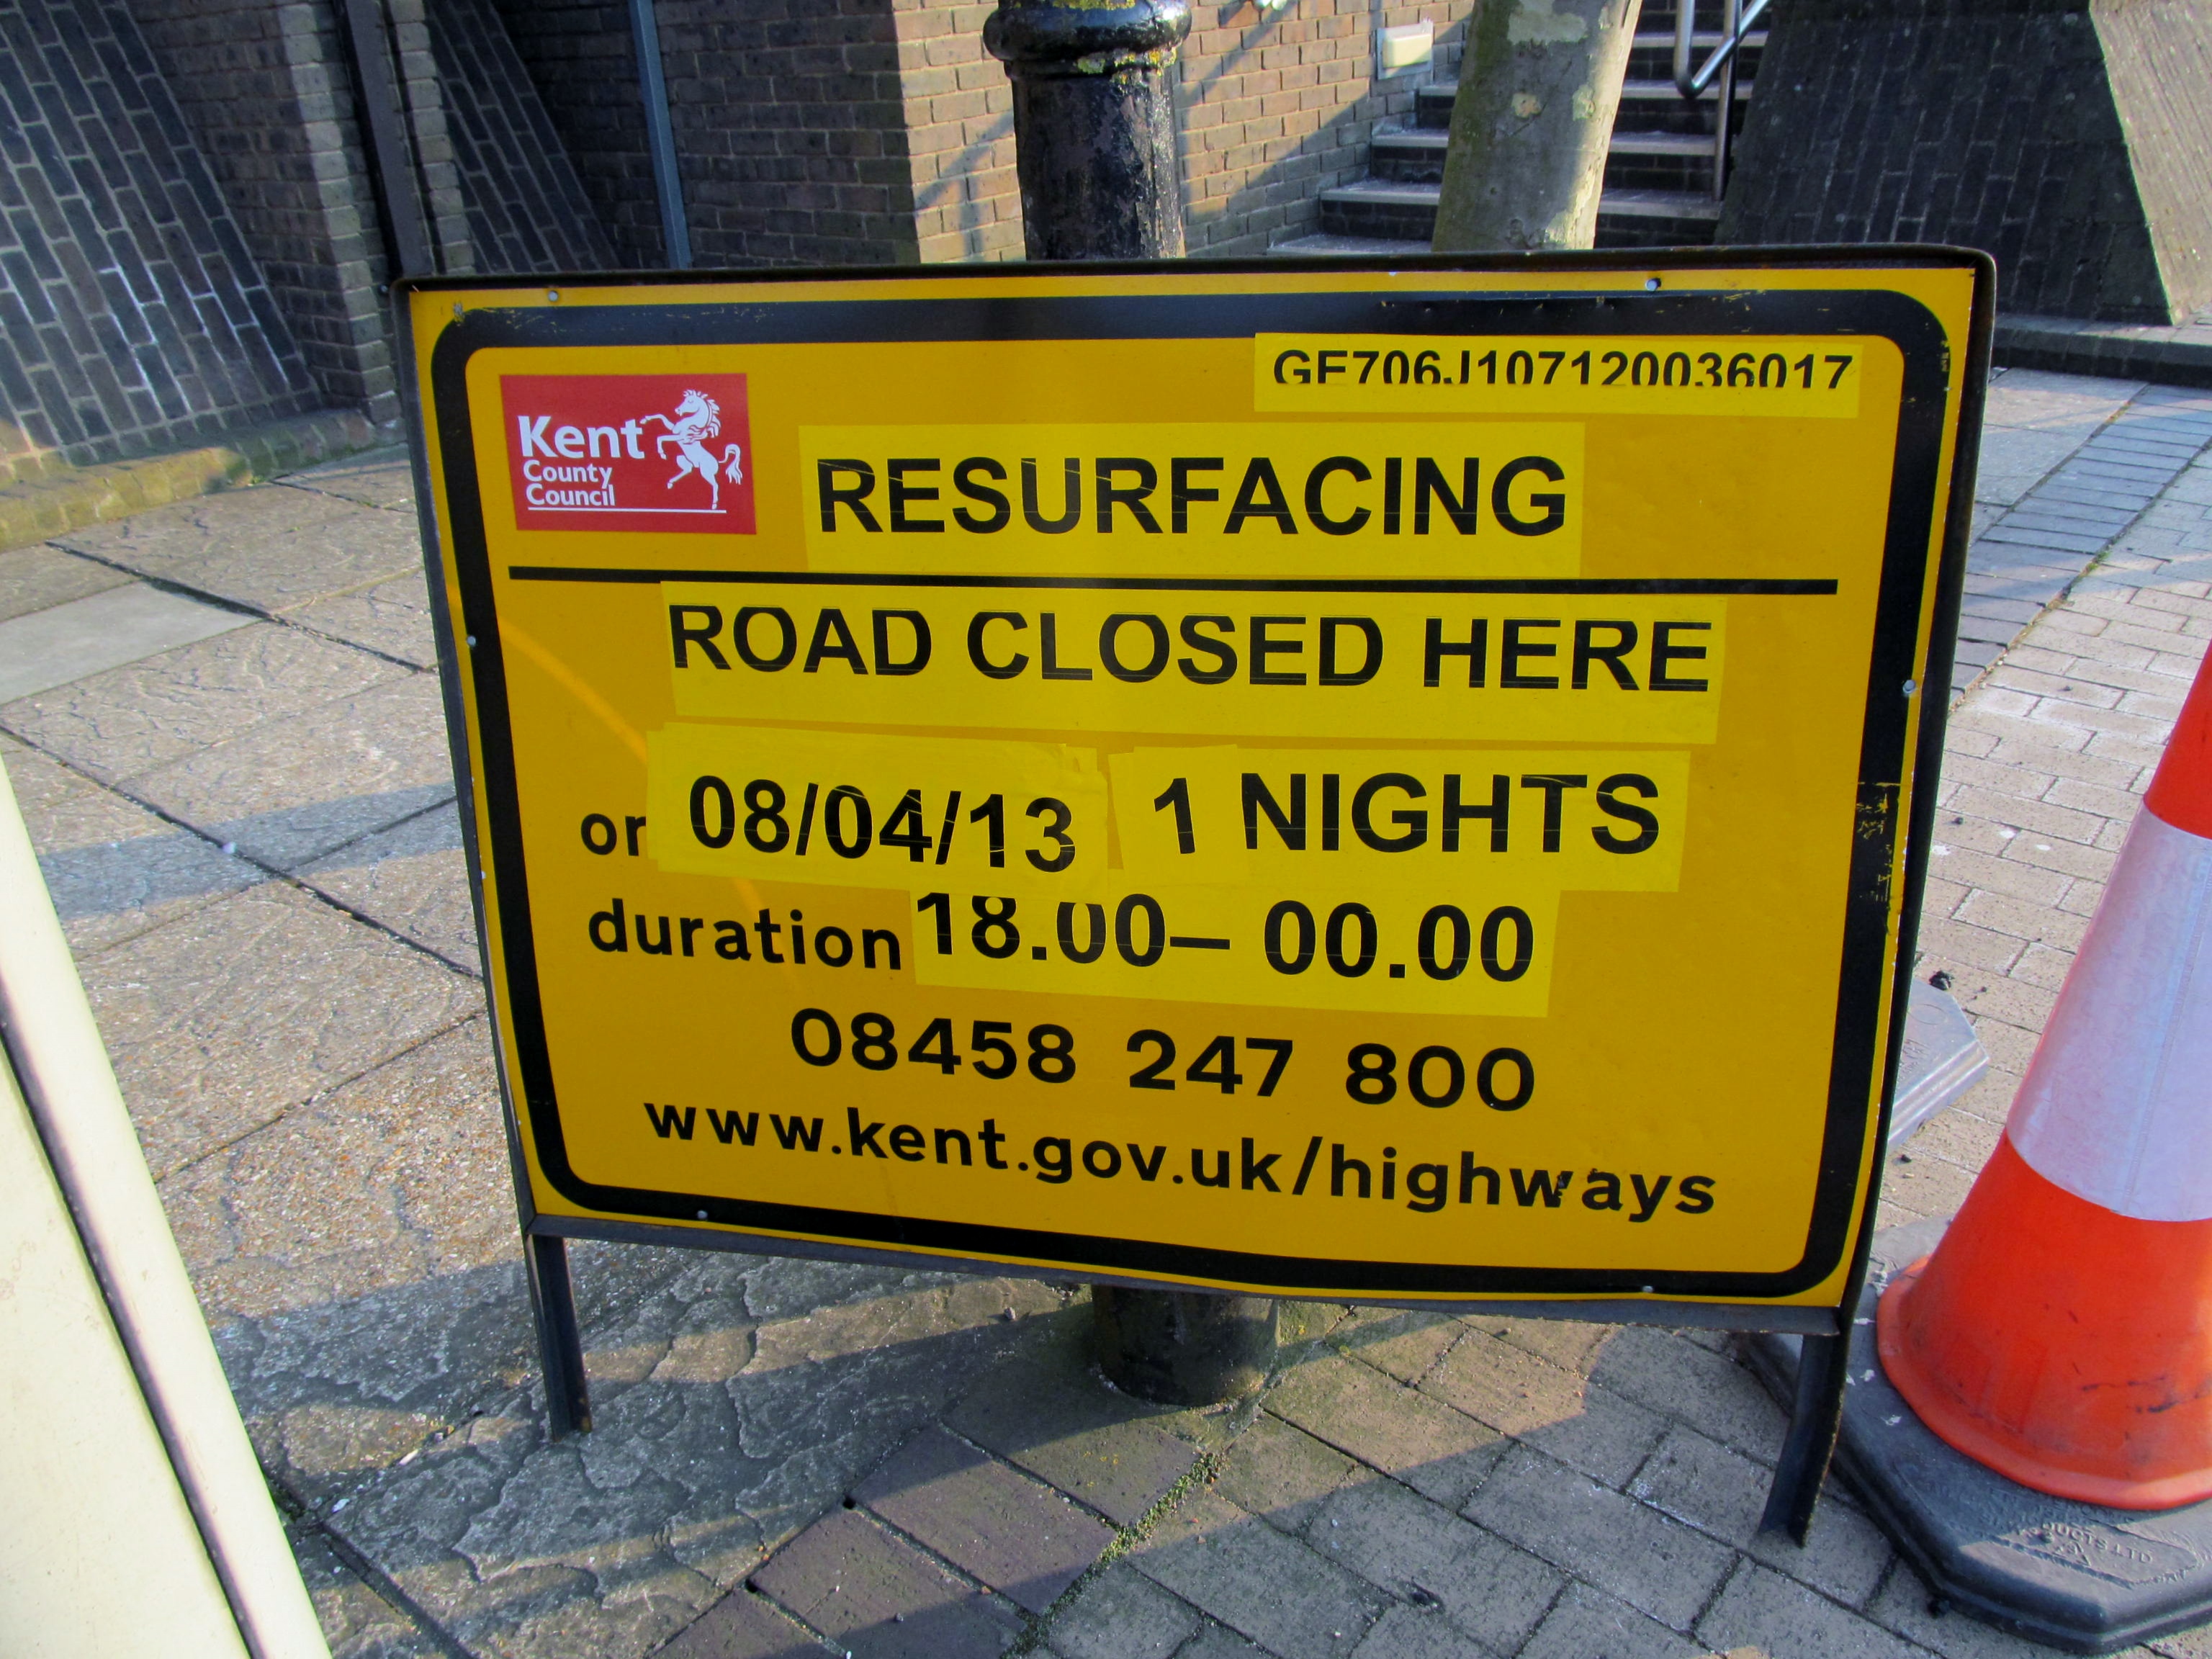 GF706J107120036017
Kent
County
Council
RESURFACING
ROAD CLOSED HERE
on 08/04/13 1 NIGHTS
duration 18.00– 00.00
08458 247 800
www.kent.gov.uk/highways